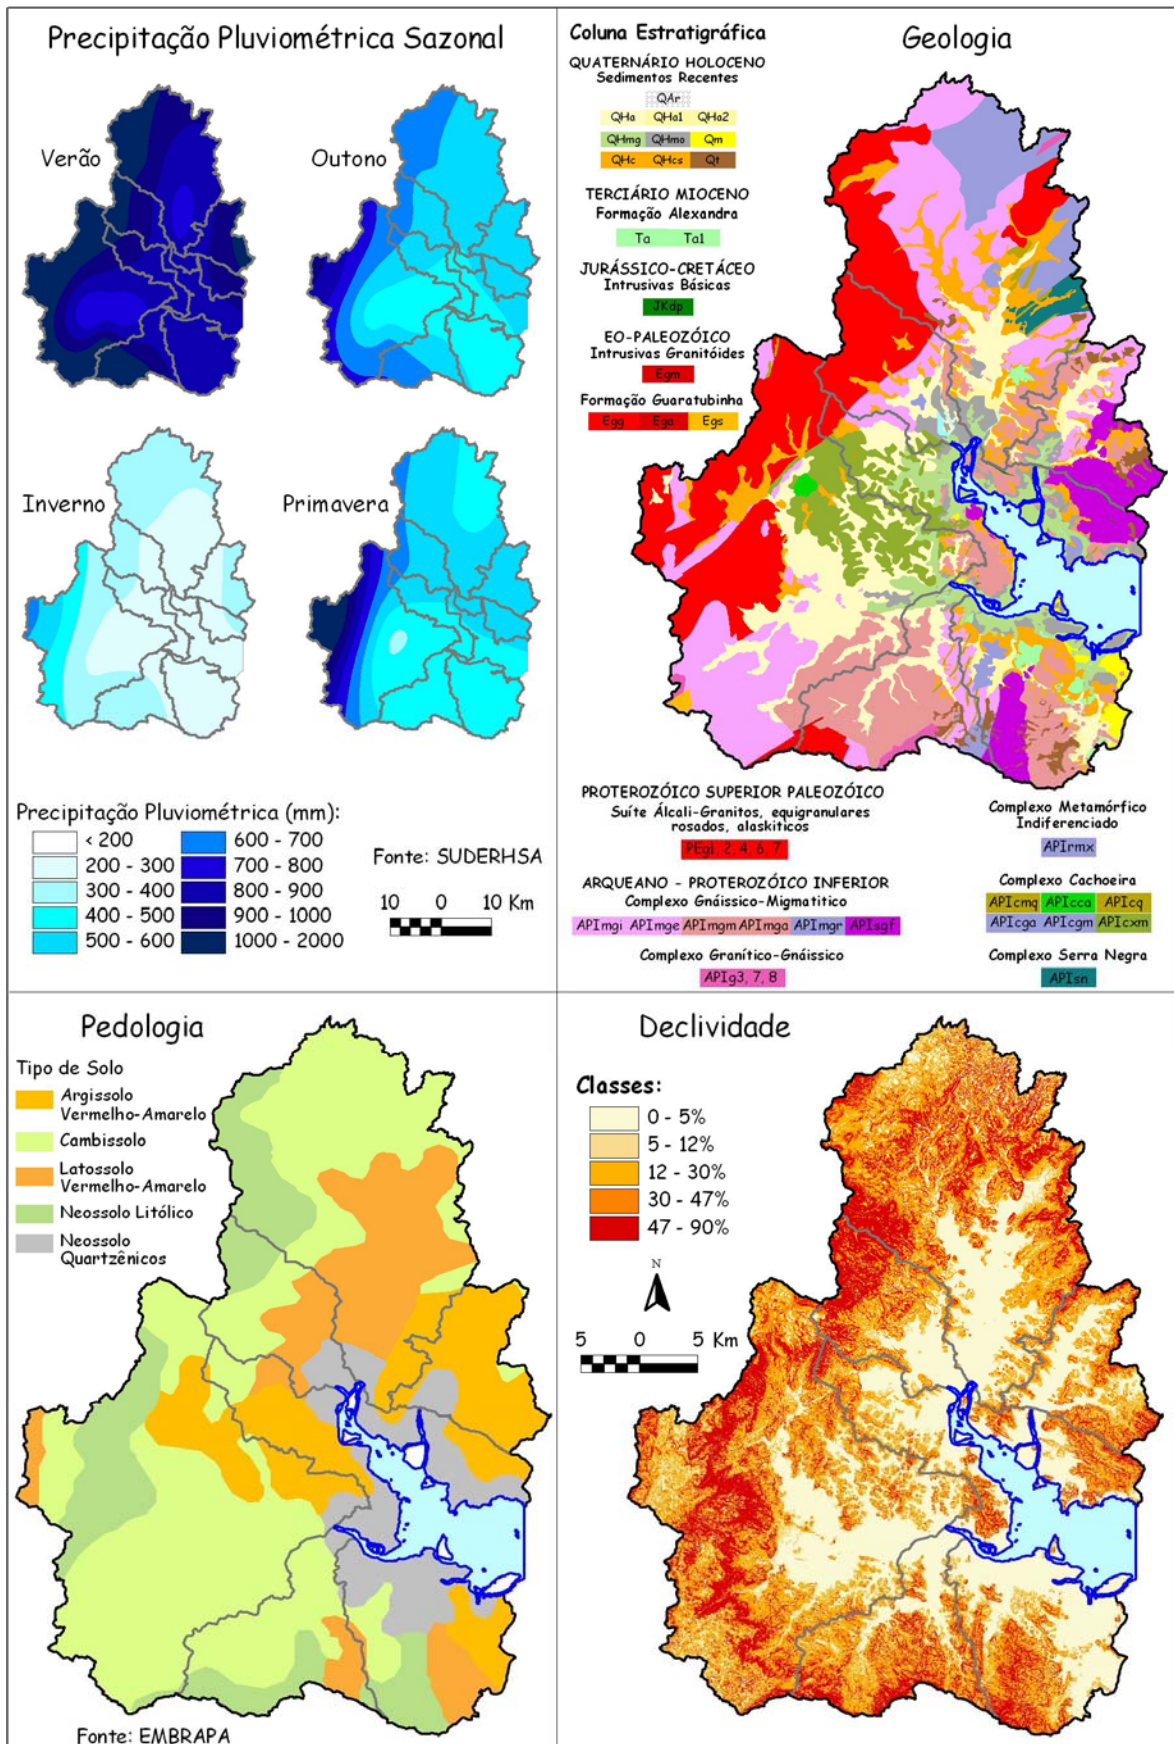 Precipitação Pluviométrica Sazonal
Verão
Outono
Inverno
Primavera
Precipitação Pluviométrica (mm):
< 200
200 - 300
300 - 400
400 - 500
500 - 600
600 - 700
700 - 800
800 - 900
900 - 1000
1000 - 2000
Fonte: SUDERHSA
10 0 10 Km
Geologia
Coluna Estratigráfica
QUATERNÁRIO HOLOCENO
Sedimentos Recentes
QAr
QHa QHa1 QHa2
QHmg QHmo Qm
QHc QHcs Qt
TERCIÁRIO MIOCENO
Formação Alexandra
Ta Ta1
JURÁSSICO-CRETÁCEO
Intrusivas Básicas
JKdp
EO-PALEOZÓICO
Intrusivas Granitóides
Egm
Formação Guaratubinha
Egg Ega Egs
PROTEROZÓICO SUPERIOR PALEOZÓICO
Suíte Álcali-Granitos, equigranulares
rosados, alaskiticos
PEg1, 2, 4, 6, 7
ARQUEANO - PROTEROZÓICO INFERIOR
Complexo Gnáissico-Migmatitico
APImgi APImge APImgm APImga APImgr APIsgf
Complexo Granítico-Gnáissico
APIg3, 7, 8
Complexo Metamórfico
Indiferenciado
APIrmx
Complexo Cachoeira
APIcmq APIcca APIcq
APIcga APIcgm APIcxm
Complexo Serra Negra
APIsn
Pedologia
Tipo de Solo
Argissolo
Vermelho-Amarelo
Cambissolo
Latossolo
Vermelho-Amarelo
Neossolo Litólico
Neossolo
Quartzênicos
Fonte: EMBRAPA
Declividade
Classes:
0 - 5%
5 - 12%
12 - 30%
30 - 47%
47 - 90%
N
5 0 5 Km